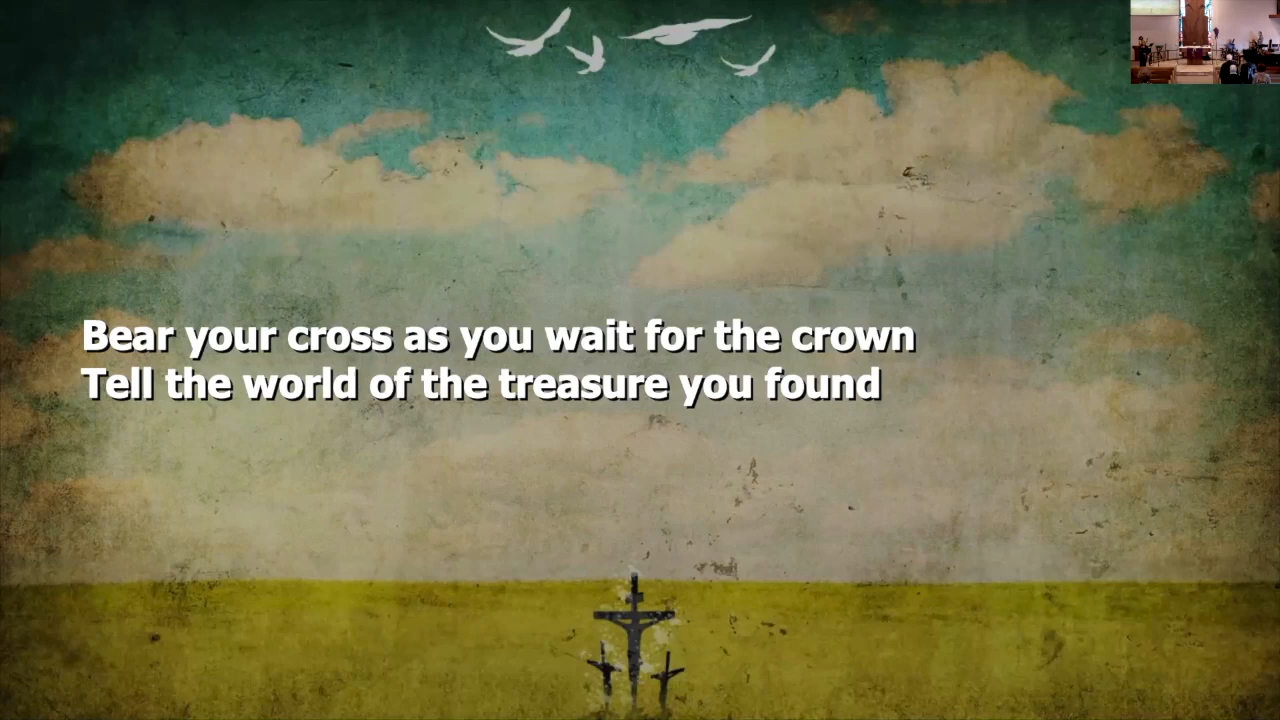 Bear your cross as you wait for the crown
Tell the world of the treasure you found